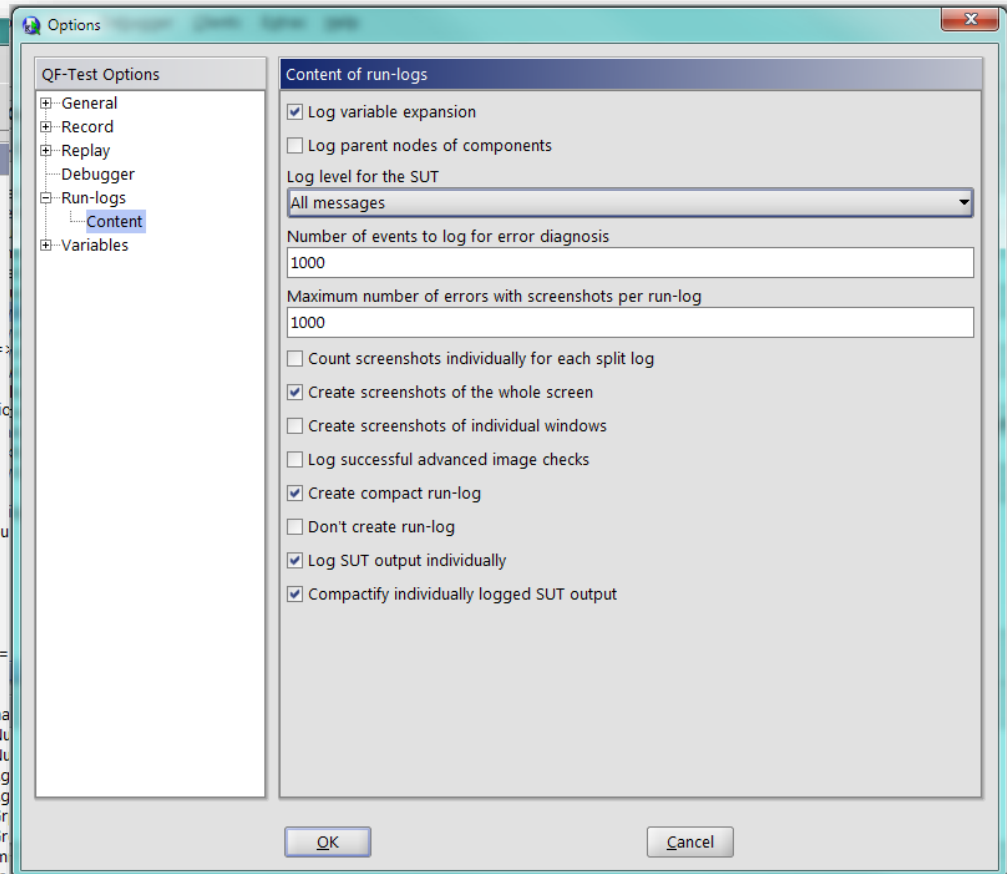 Options
QF-Test Options
General
Record
Replay
Debugger
Run-logs
Content
Variables
Content of run-logs
Log variable expansion
Log parent nodes of components
Log level for the SUT
All messages
Number of events to log for error diagnosis
1000
Maximum number of errors with screenshots per run-log
1000
Count screenshots individually for each split log
Create screenshots of the whole screen
Create screenshots of individual windows
Log successful advanced image checks
Create compact run-log
Don't create run-log
Log SUT output individually
Compactify individually logged SUT output
OK
Cancel